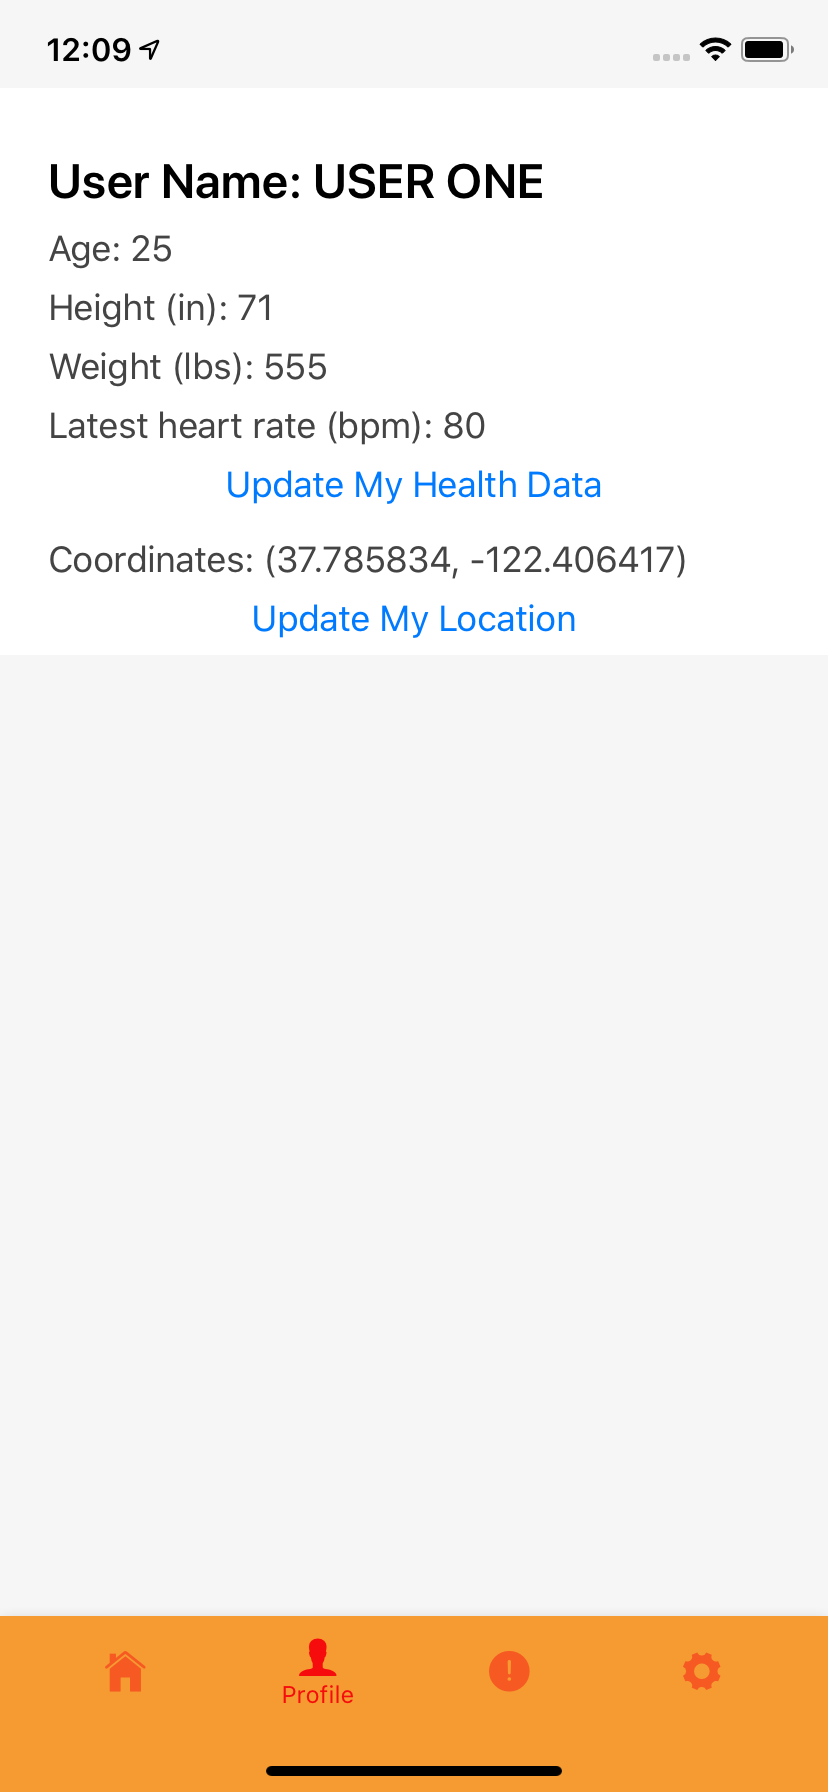 12:09
User Name: USER ONE
Age: 25
Height (in): 71
Weight (lbs): 555
Latest heart rate (bpm): 80
Update My Health Data
Coordinates: (37.785834, -122.406417)
Update My Location
Profile